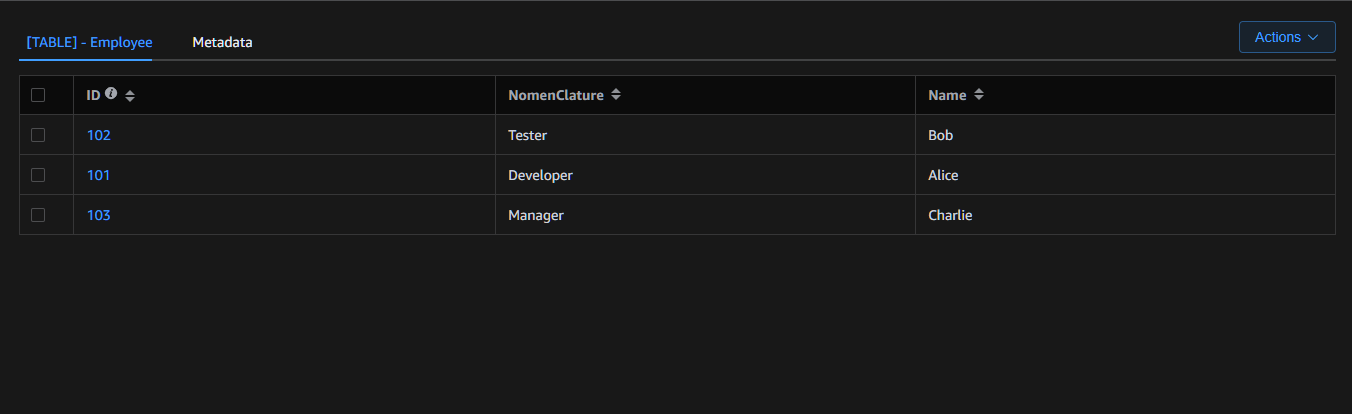 [TABLE] - Employee Metadata Actions
ID NomenClature Name
102 Tester Bob
101 Developer Alice
103 Manager Charlie